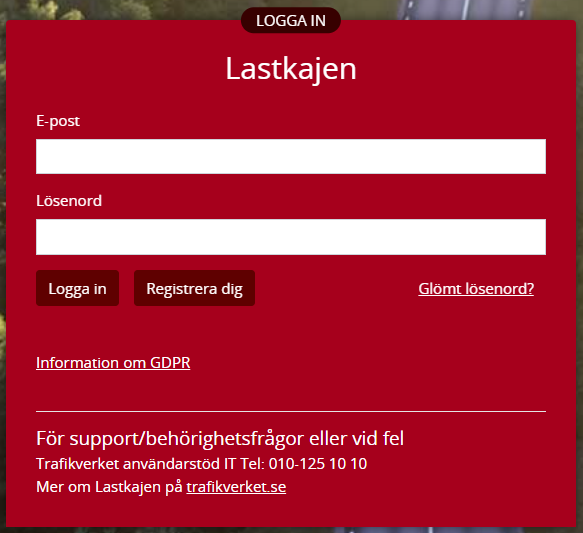 LOGGA IN
Lastkajen
E-post
Lösenord
Logga in Registrera dig Glömt lösenord?
Information om GDPR
För support/behörighetsfrågor eller vid fel
Trafikverket användarstöd IT Tel: 010-125 10 10
Mer om Lastkajen på trafikverket.se